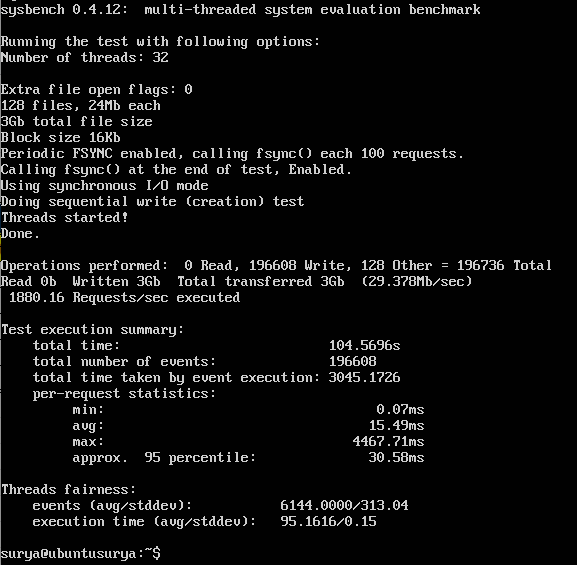 sysbench 0.4.12:  multi-threaded system evaluation benchmark
Running the test with following options:
Number of threads: 32
Extra file open flags: 0
128 files, 24Mb each
3Gb total file size
Block size 16Kb
Periodic FSYNC enabled, calling fsync() each 100 requests.
Calling fsync() at the end of test, Enabled.
Using synchronous I/O mode
Doing sequential write (creation) test
Threads started!
Done.
Operations performed:  0 Read, 196608 Write, 128 Other = 196736 Total
Read 0b  Written 3Gb  Total transferred 3Gb  (29.378Mb/sec)
 1880.16 Requests/sec executed
Test execution summary:
    total time:                          104.5696s
    total number of events:              196608
    total time taken by event execution: 3045.1726
    per-request statistics:
         min:                                  0.07ms
         avg:                                 15.49ms
         max:                               4467.71ms
         approx.  95 percentile:              30.58ms
Threads fairness:
    events (avg/stddev):           6144.0000/313.04
    execution time (avg/stddev):   95.1616/0.15
surya@ubuntusurya:~$